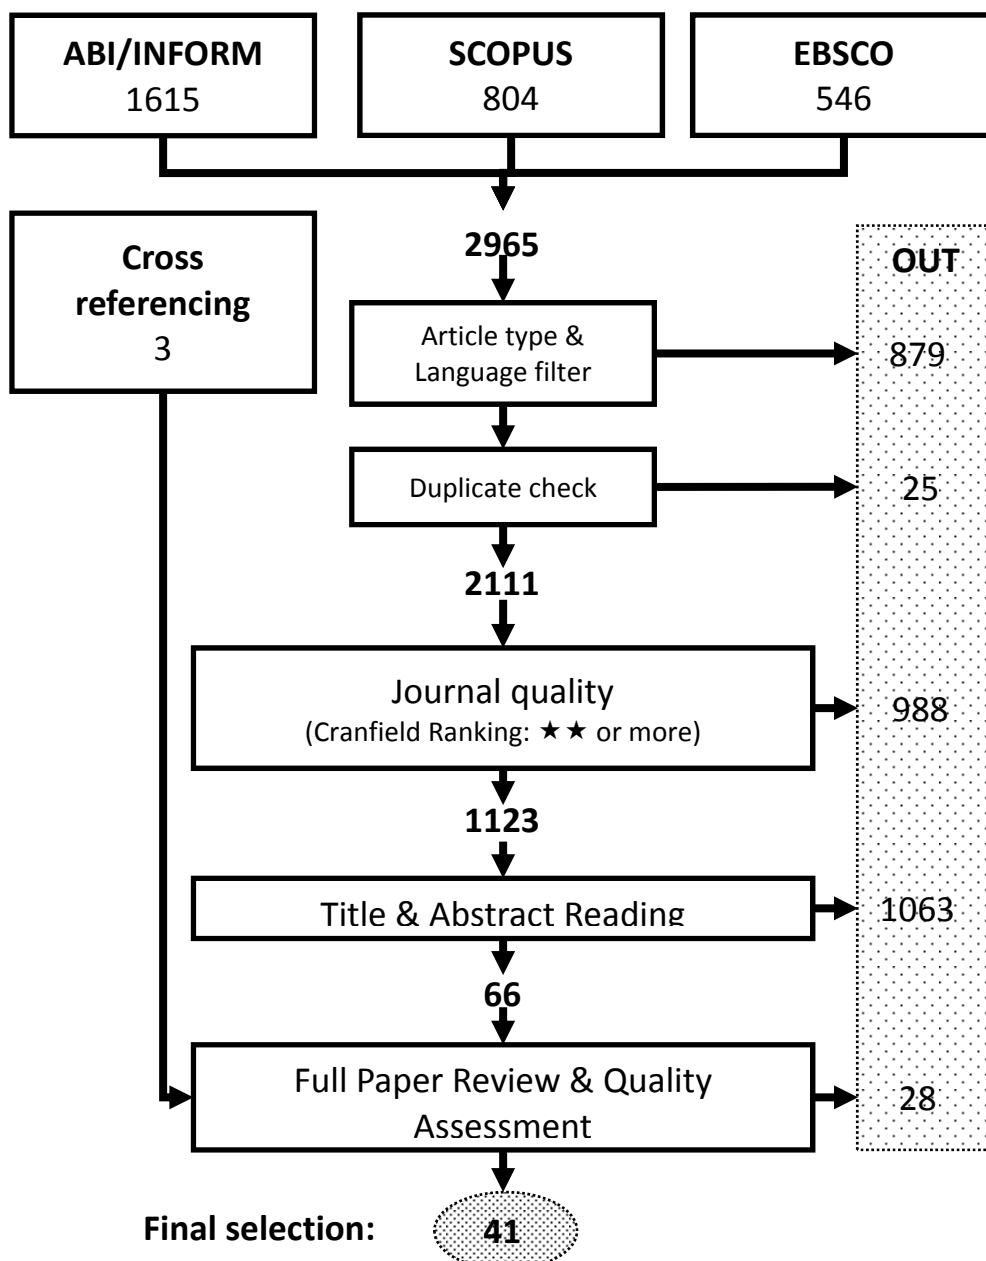 ABI/INFORM
1615
SCOPUS
804
EBSCO
546
Cross
referencing
3
2965
OUT
Article type &
Language filter
879
Duplicate check
25
2111
Journal quality
(Cranfield Ranking: ★★ or more)
988
1123
Title & Abstract Reading
1063
66
Full Paper Review & Quality
Assessment
28
Final selection:
41